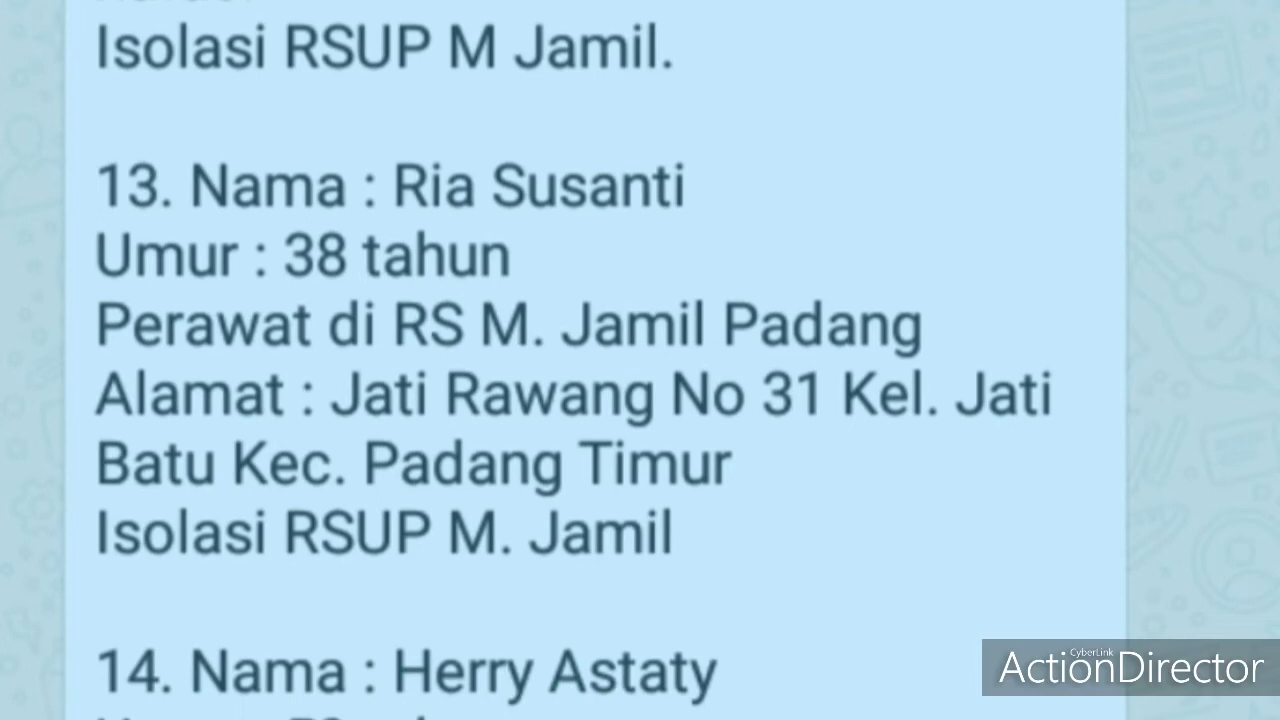 Isolasi RSUP M Jamil.
13. Nama : Ria Susanti
Umur : 38 tahun
Perawat di RS M. Jamil Padang
Alamat : Jati Rawang No 31 Kel. Jati
Batu Kec. Padang Timur
Isolasi RSUP M. Jamil
14. Nama : Herry Astaty
CyberLink
ActionDirector